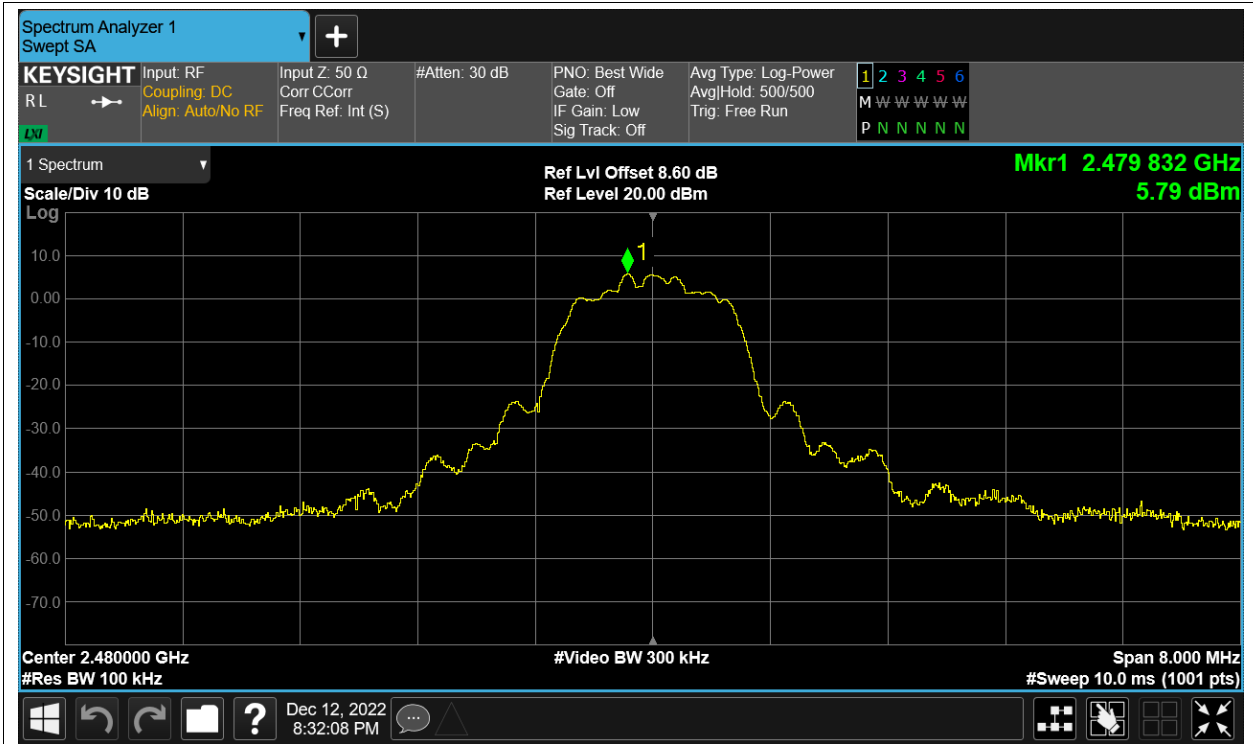 Spectrum Analyzer 1
Swept SA
KEYSIGHT
RL
LXI
Input: RF
Coupling: DC
Align: Auto/No RF
Input Z: 50 Ω
Corr CCorr
Freq Ref: Int (S)
#Atten: 30 dB
PNO: Best Wide
Gate: Off
IF Gain: Low
Sig Track: Off
Avg Type: Log-Power
Avg|Hold: 500/500
Trig: Free Run
1 2 3 4 5 6
M W W W W W
P N N N N N
1 Spectrum
Scale/Div 10 dB
Log
Ref Lvl Offset 8.60 dB
Ref Level 20.00 dBm
Mkr1 2.479 832 GHz
5.79 dBm
1
10.0
0.00
-10.0
-20.0
-30.0
-40.0
-50.0
-60.0
-70.0
Center 2.480000 GHz
#Res BW 100 kHz
#Video BW 300 kHz
Span 8.000 MHz
#Sweep 10.0 ms (1001 pts)
?
Dec 12, 2022
8:32:08 PM